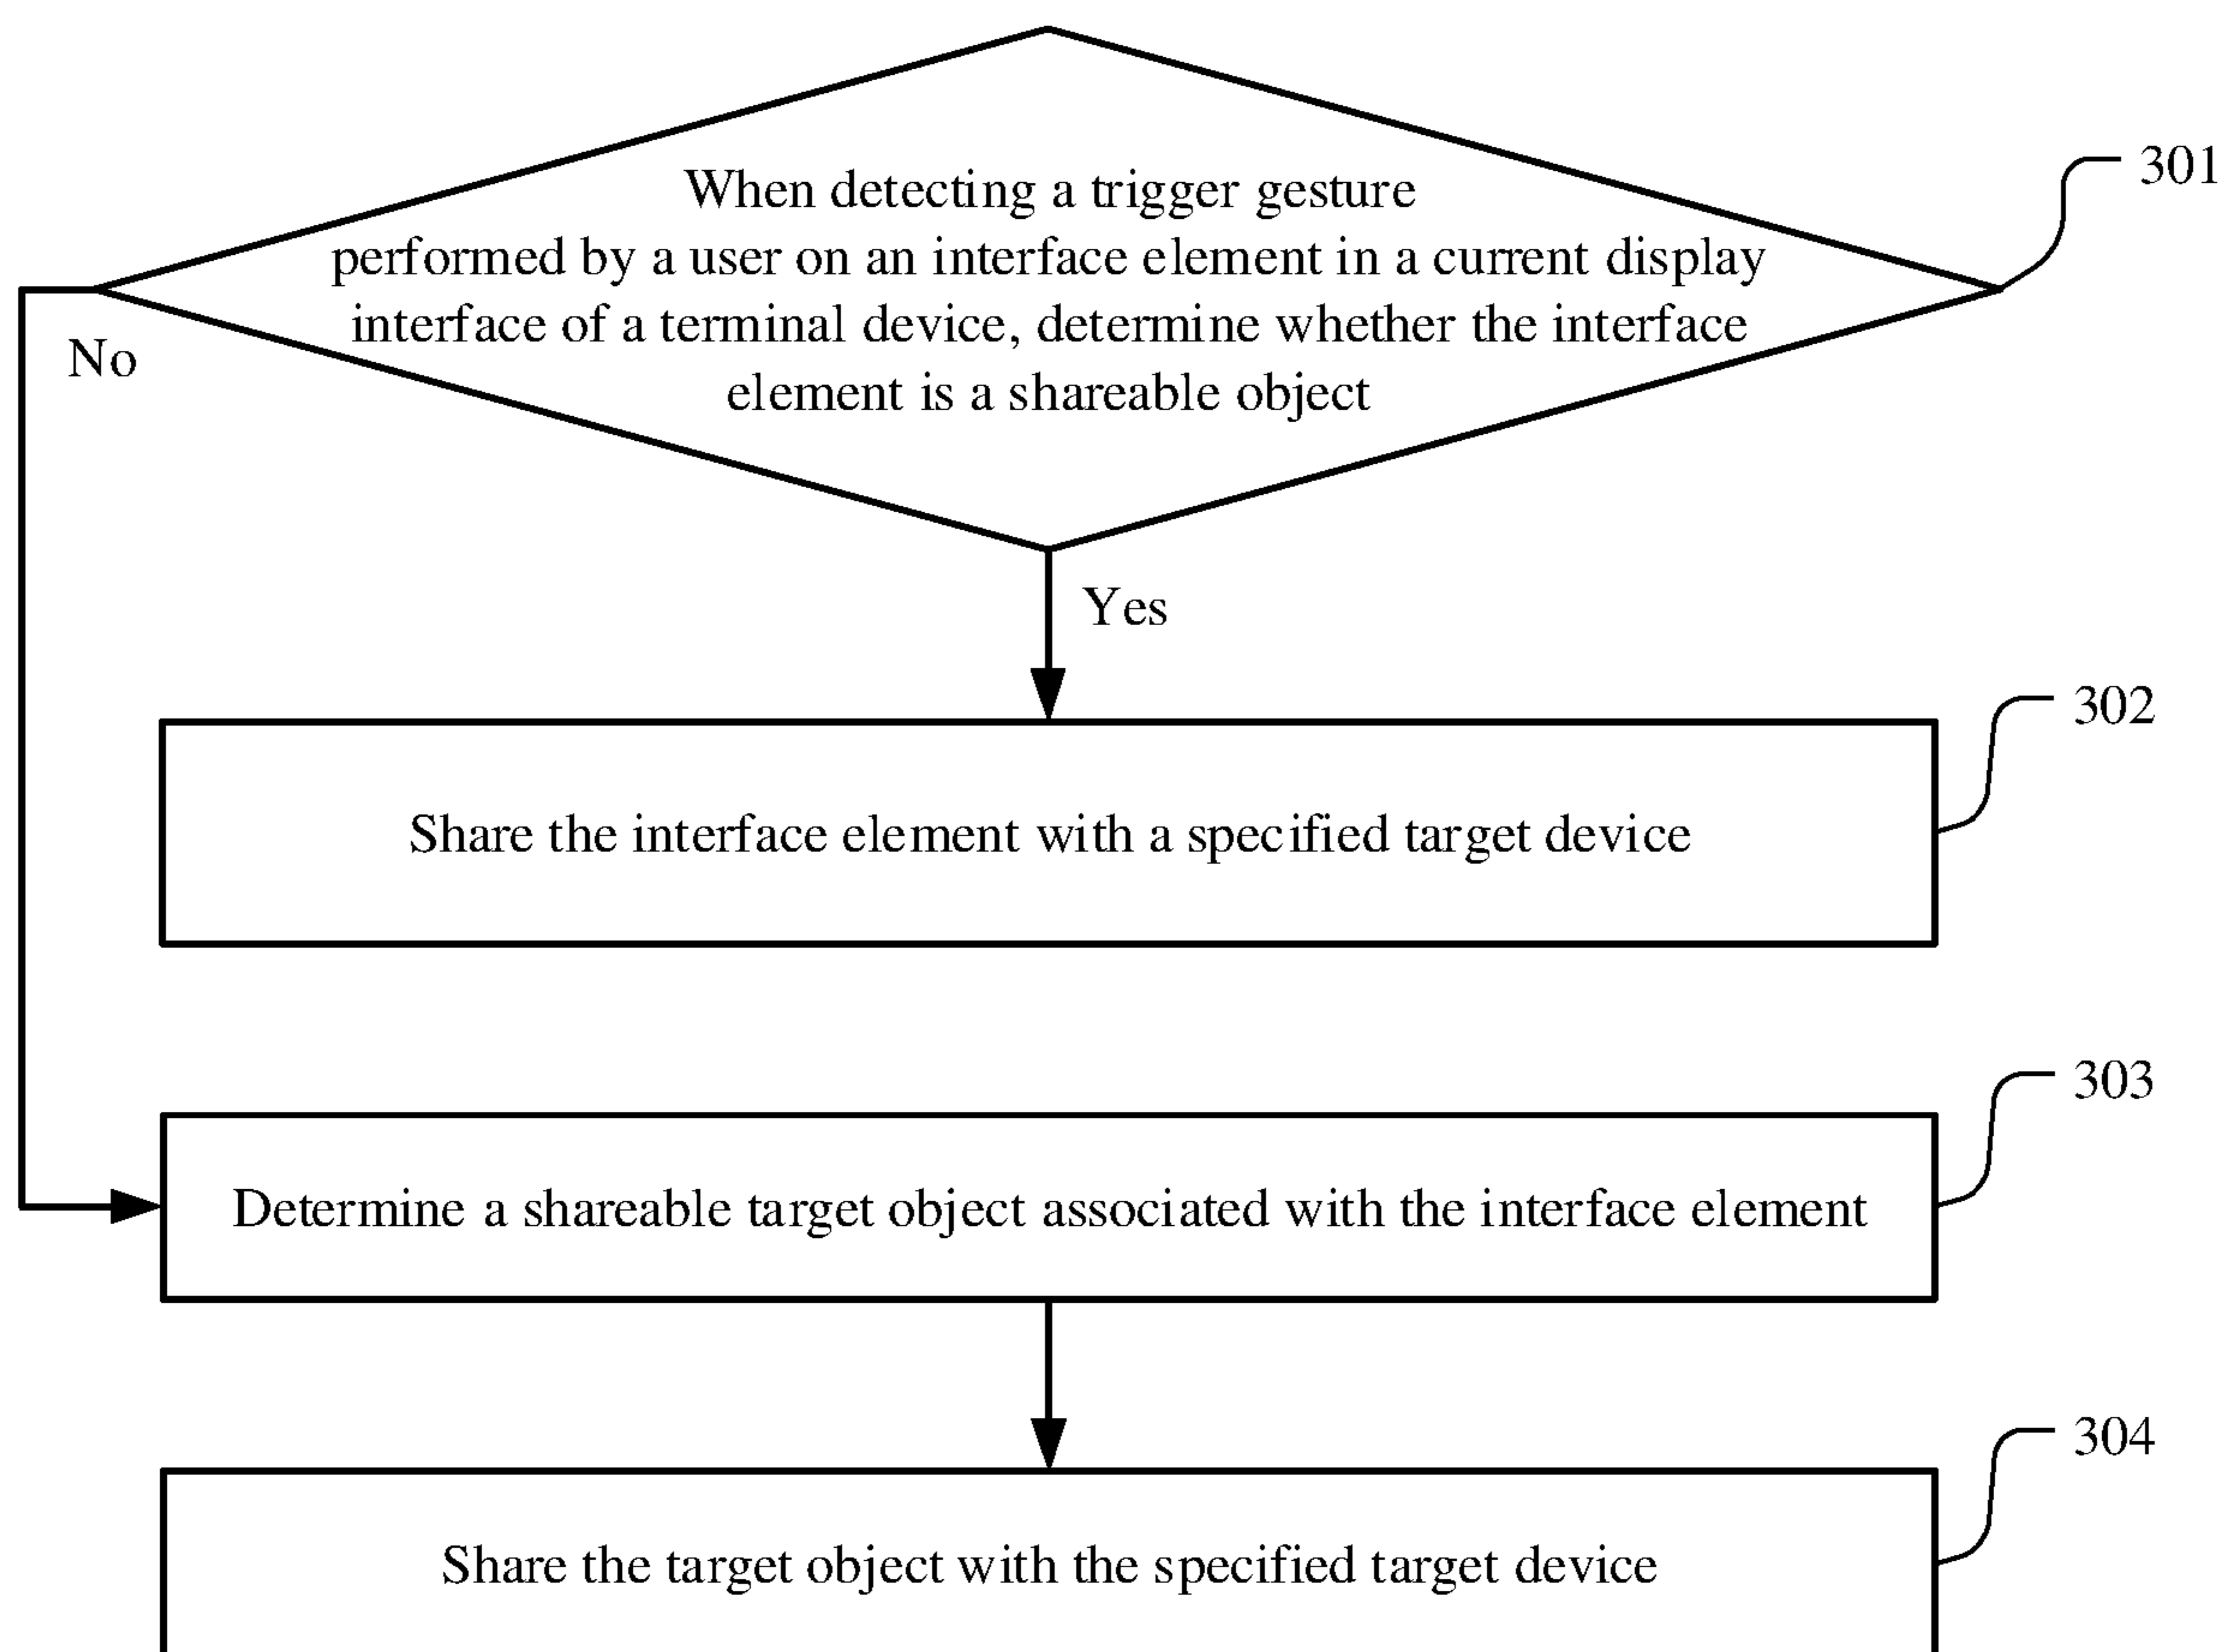 When detecting a trigger gesture
performed by a user on an interface element in a current display
interface of a terminal device, determine whether the interface
element is a shareable object
301
No
Yes
302
Share the interface element with a specified target device
303
Determine a shareable target object associated with the interface element
304
Share the target object with the specified target device